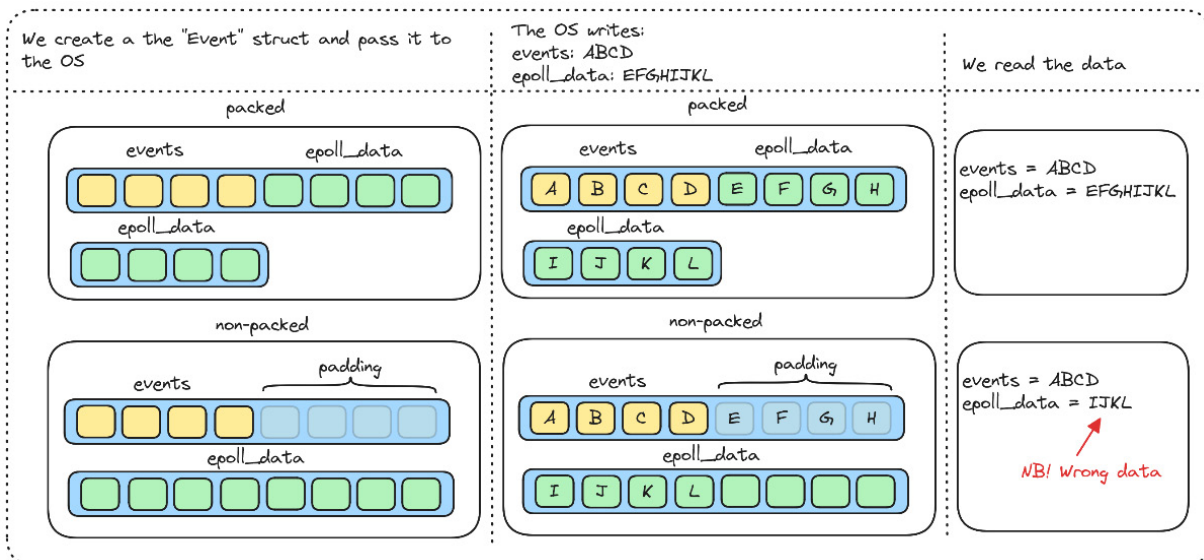 We create a the "Event" struct and pass it to
the OS
The OS writes:
events: ABCD
epoll_data: EFGHIJKL
We read the data
packed
events epoll_data
epoll_data
packed
events epoll_data
A B C D E F G H
epoll_data
I J K L
events = ABCD
epoll_data = EFGHIJKL
non-packed
events padding
epoll_data
non-packed
events padding
A B C D E F G H
epoll_data
I J K L
events = ABCD
epoll_data = IJKL
NB! Wrong data